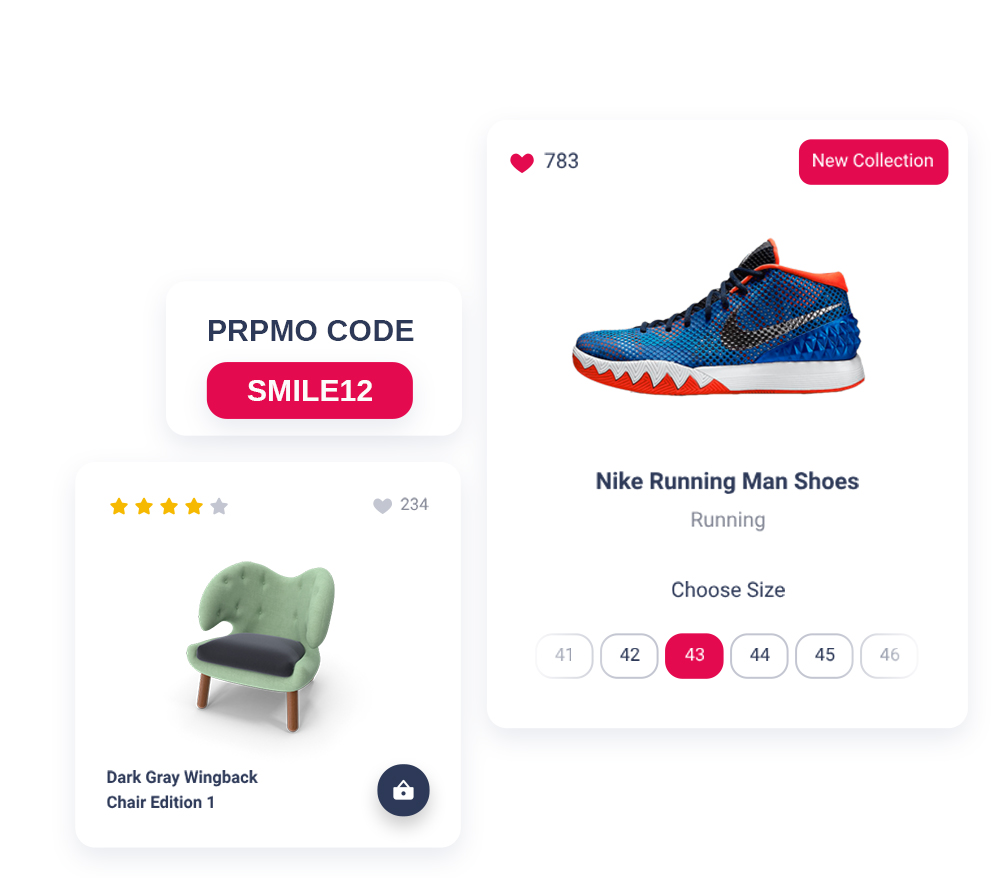 783
New Collection
PRPMO CODE
SMILE12
234
Dark Gray Wingback
Chair Edition 1
Nike Running Man Shoes
Running
Choose Size
41 42 43 44 45 46